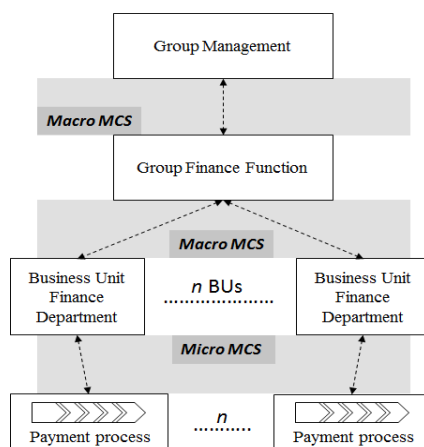 Group Management
Macro MCS
Group Finance Function
Macro MCS
Business Unit
Finance
Department
n BUs
........................
Business Unit
Finance
Department
Micro MCS
Payment process
n
...........
Payment process